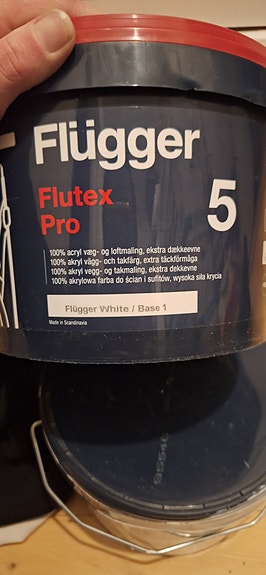 Flügger
Flutex
Pro
5
100% acryl væg- og loftmaling, ekstra dækkeevne
100% akryl vägg- och takfärg, extra täckförmåga
100% akryl vegg- og takmaling, ekstra dekkevne
100% akrylowa farba do ścian i sufitów, wysoka siła krycia
Flügger White / Base 1
Made in Scandinavia